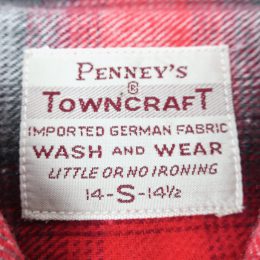 PENNEY'S
TOWNCRAFT
IMPORTED GERMAN FABRIC
WASH AND WEAR
LITTLE OR NO IRONING
14-S-14½